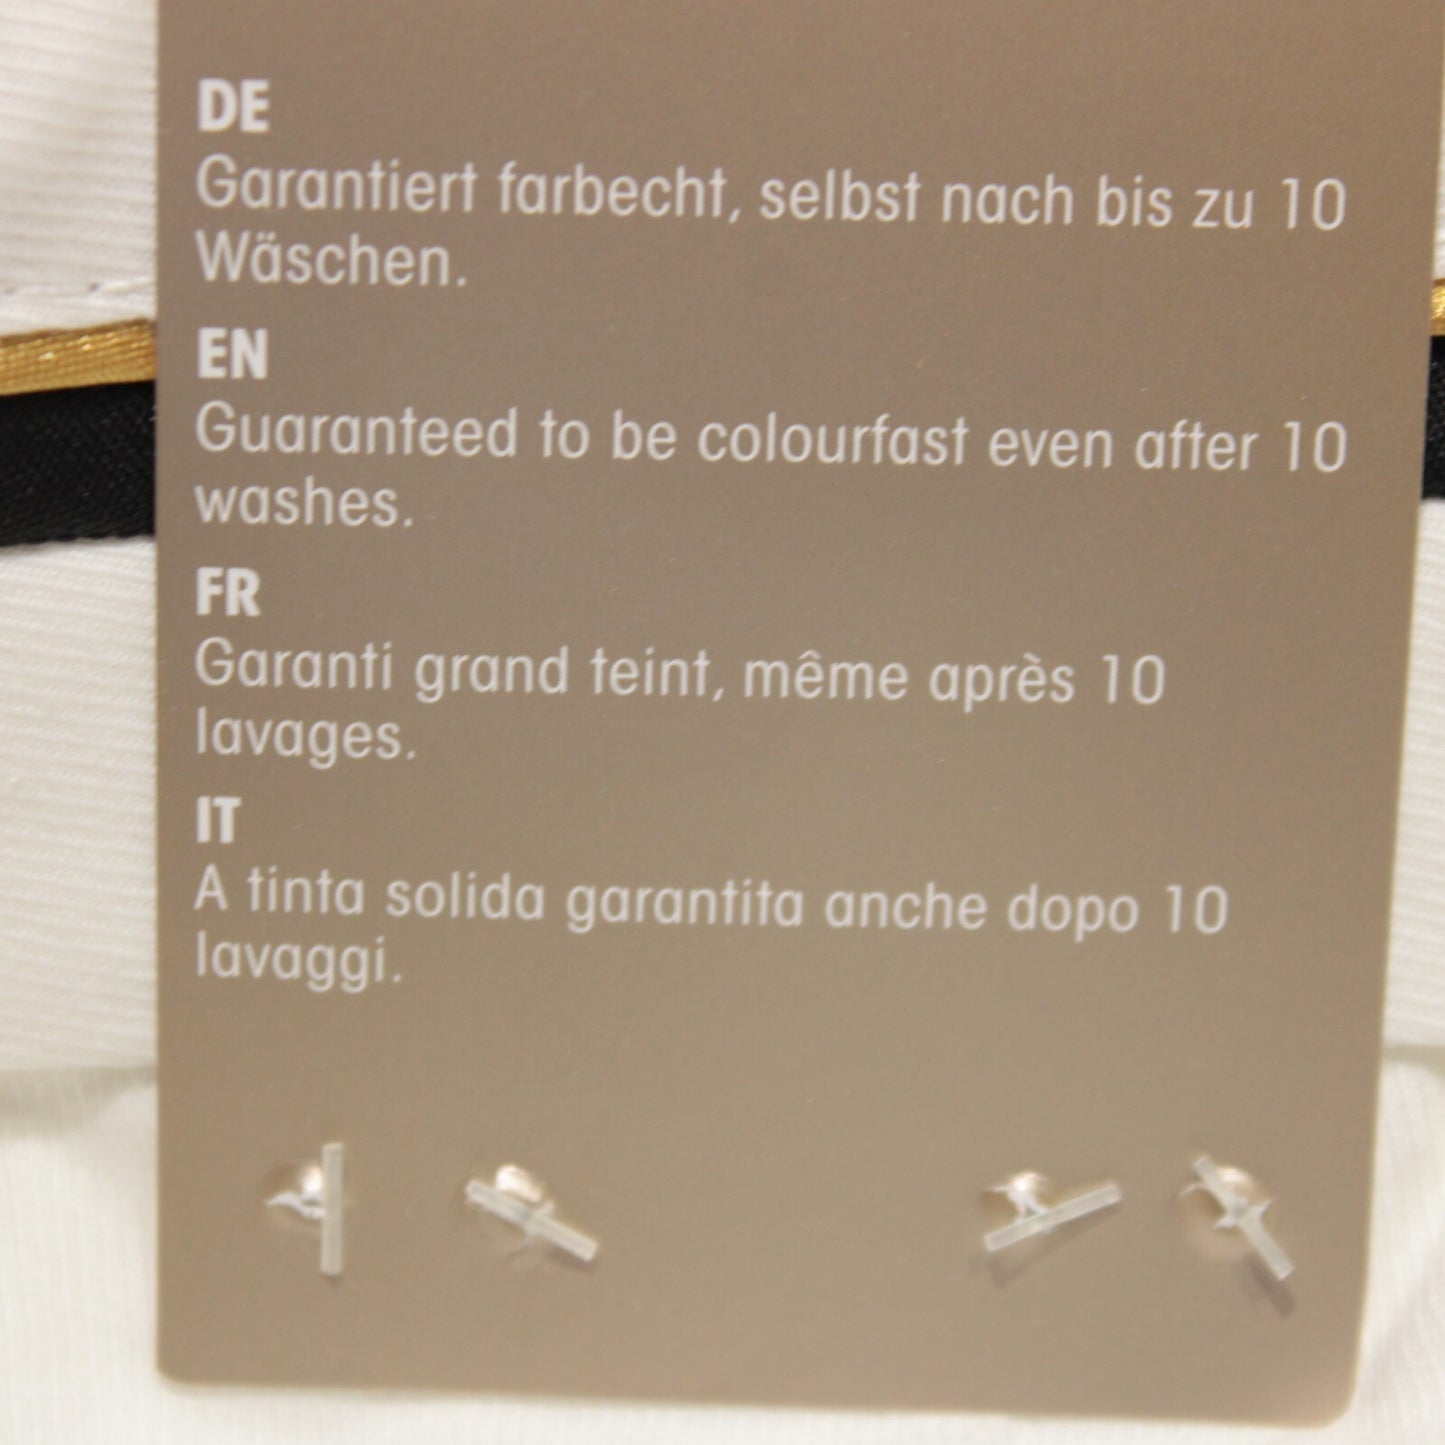 DE
Garantiert farbecht, selbst nach bis zu 10
Wäschen.
EN
Guaranteed to be colourfast even after 10
washes.
FR
Garanti grand teint, même après 10
lavages.
IT
A tinta solida garantita anche dopo 10
lavaggi.